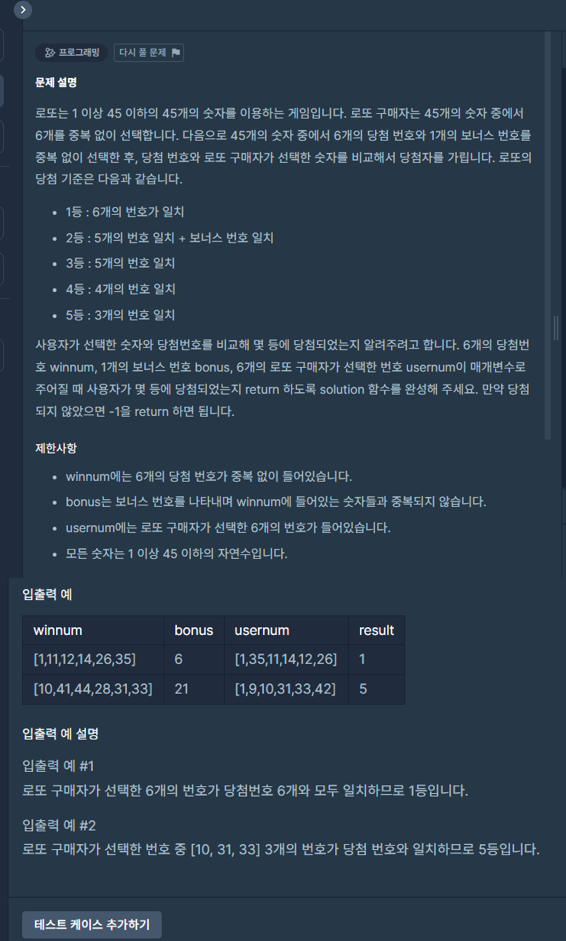 프로그래밍 다시 풀 문제
문제 설명
로또는 1 이상 45 이하의 45개의 숫자를 이용하는 게임입니다. 로또 구매자는 45개의 숫자 중에서
6개를 중복 없이 선택합니다. 다음으로 45개의 숫자 중에서 6개의 당첨 번호와 1개의 보너스 번호를
중복 없이 선택한 후, 당첨 번호와 로또 구매자가 선택한 숫자를 비교해서 당첨자를 가립니다. 로또의
당첨 기준은 다음과 같습니다.
• 1등 : 6개의 번호가 일치
• 2등 : 5개의 번호 일치 + 보너스 번호 일치
• 3등 : 5개의 번호 일치
• 4등 : 4개의 번호 일치
• 5등 : 3개의 번호 일치
사용자가 선택한 숫자와 당첨번호를 비교해 몇 등에 당첨되었는지 알려주려고 합니다. 6개의 당첨번
호 winnum, 1개의 보너스 번호 bonus, 6개의 로또 구매자가 선택한 번호 usernum이 매개변수로
주어질 때 사용자가 몇 등에 당첨되었는지 return 하도록 solution 함수를 완성해 주세요. 만약 당첨
되지 않았으면 -1을 return 하면 됩니다.
제한사항
• winnum에는 6개의 당첨 번호가 중복 없이 들어있습니다.
• bonus는 보너스 번호를 나타내며 winnum에 들어있는 숫자들과 중복되지 않습니다.
• usernum에는 로또 구매자가 선택한 6개의 번호가 들어있습니다.
• 모든 숫자는 1 이상 45 이하의 자연수입니다.
입출력 예
winnum bonus usernum result
[1,11,12,14,26,35] 6 [1,35,11,14,12,26] 1
[10,41,44,28,31,33] 21 [1,9,10,31,33,42] 5
입출력 예 설명
입출력 예 #1
로또 구매자가 선택한 6개의 번호가 당첨번호 6개와 모두 일치하므로 1등입니다.
입출력 예 #2
로또 구매자가 선택한 번호 중 [10, 31, 33] 3개의 번호가 당첨 번호와 일치하므로 5등입니다.
테스트 케이스 추가하기